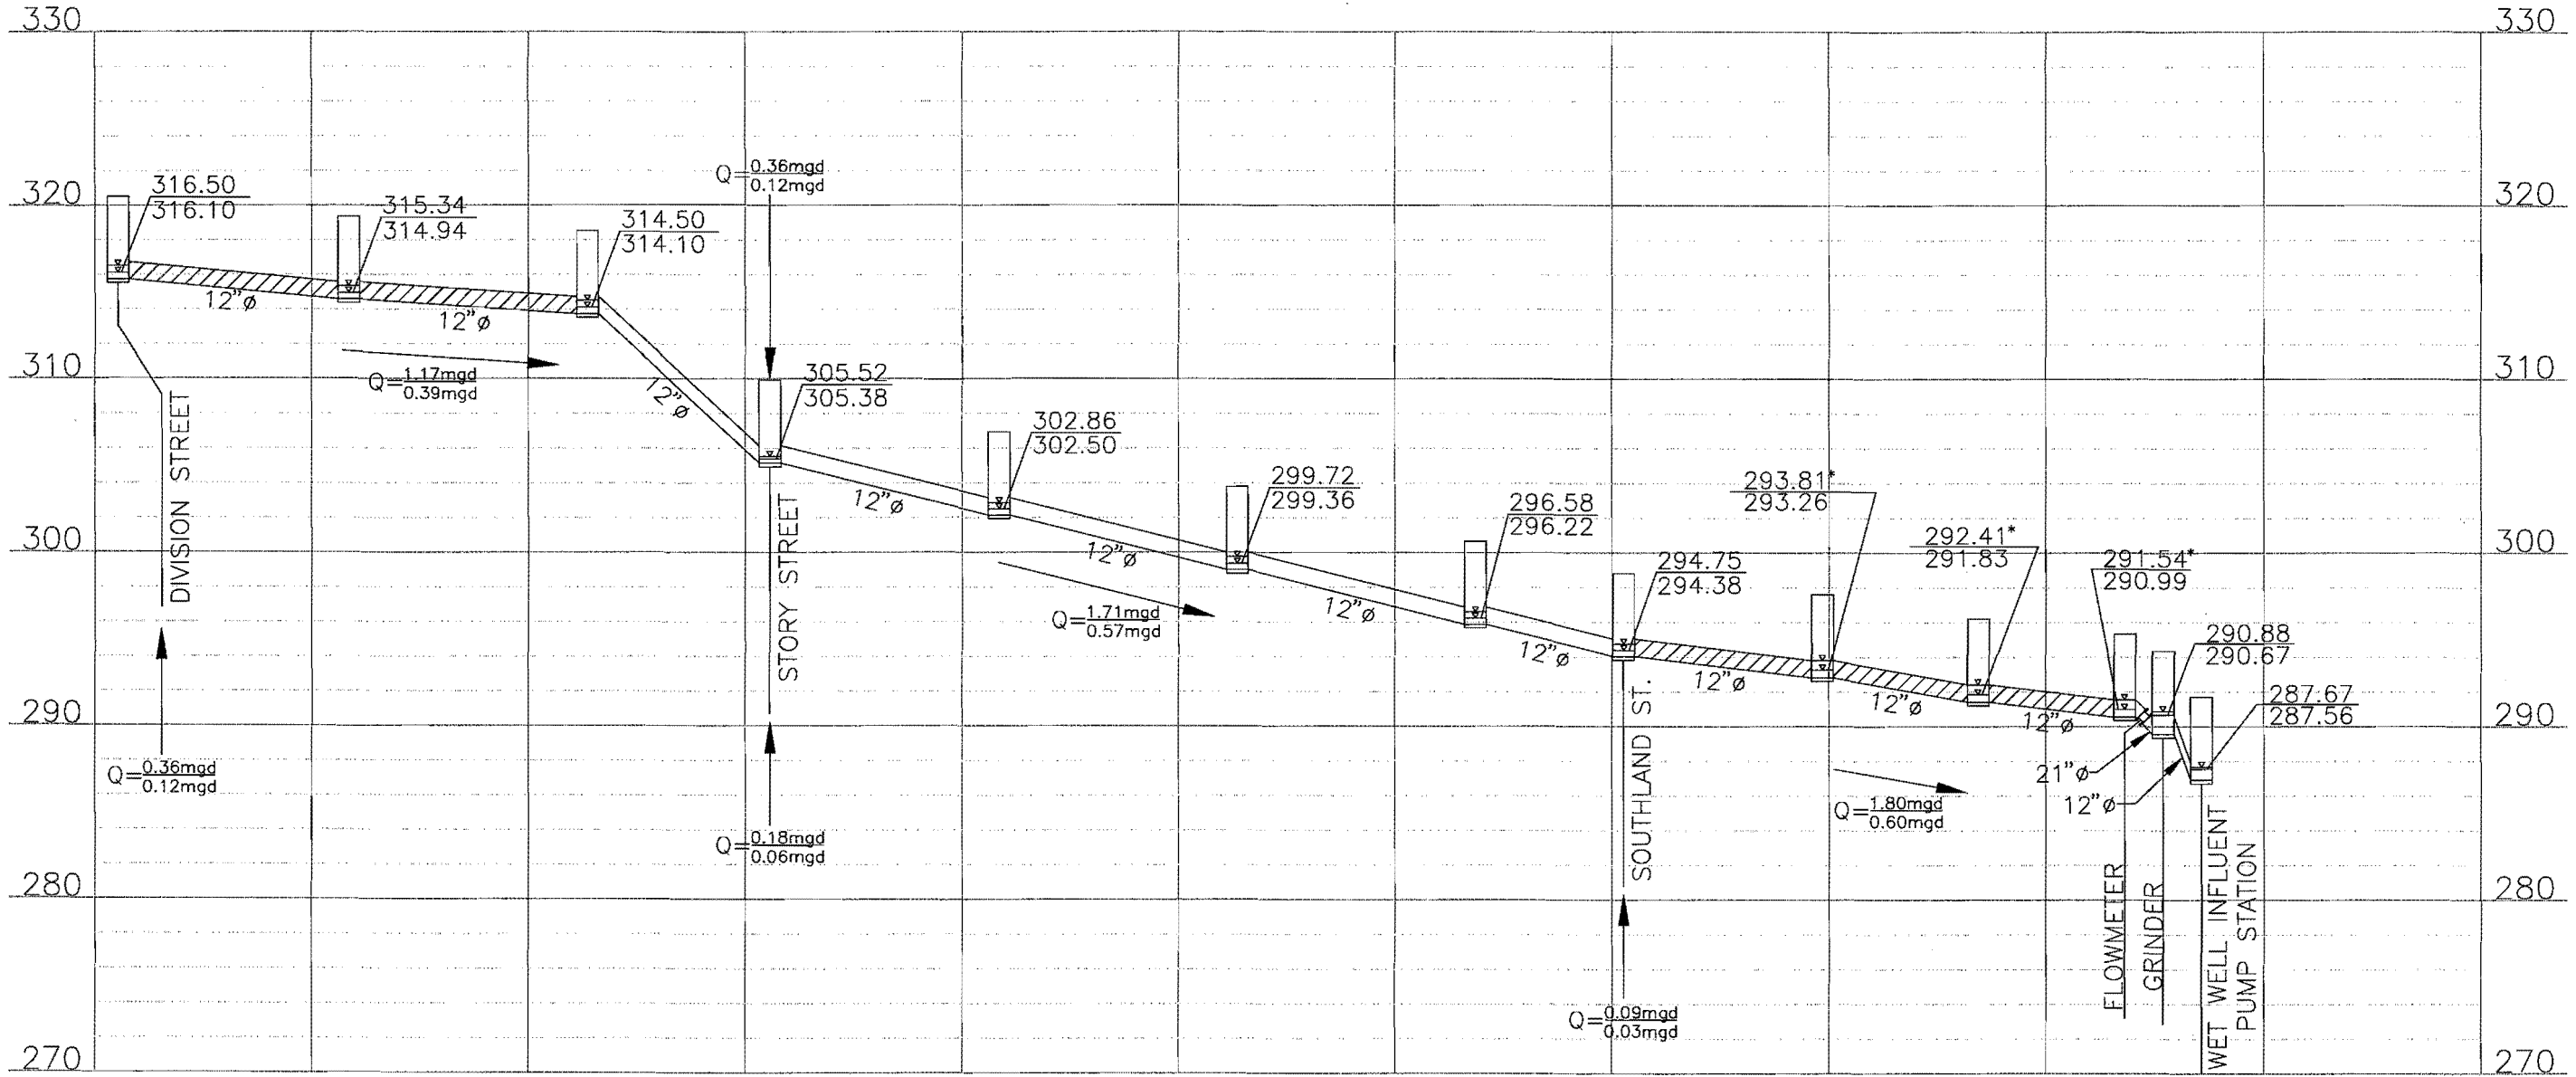 330
330
320
320
310
310
300
300
290
290
280
280
270
270
316.50
316.10
315.34
314.94
314.50
314.10
Q=0.36mgd
0.12mgd
305.52
305.38
302.86
302.50
299.72
299.36
296.58
296.22
294.75
294.38
293.81*
293.26
292.41*
291.83
291.54*
290.99
290.88
290.67
287.67
287.56
12"ø
12"ø
12"ø
12"ø
12"ø
12"ø
12"ø
12"ø
12"ø
12"ø
21"ø
12"ø
Q=1.17mgd
0.39mgd
Q=1.71mgd
0.57mgd
Q=1.80mgd
0.60mgd
Q=0.36mgd
0.12mgd
Q=0.18mgd
0.06mgd
Q=0.09mgd
0.03mgd
DIVISION STREET
STORY STREET
SOUTHLAND ST.
FLOWMETER
GRINDER
WET WELL INFLUENT
PUMP STATION